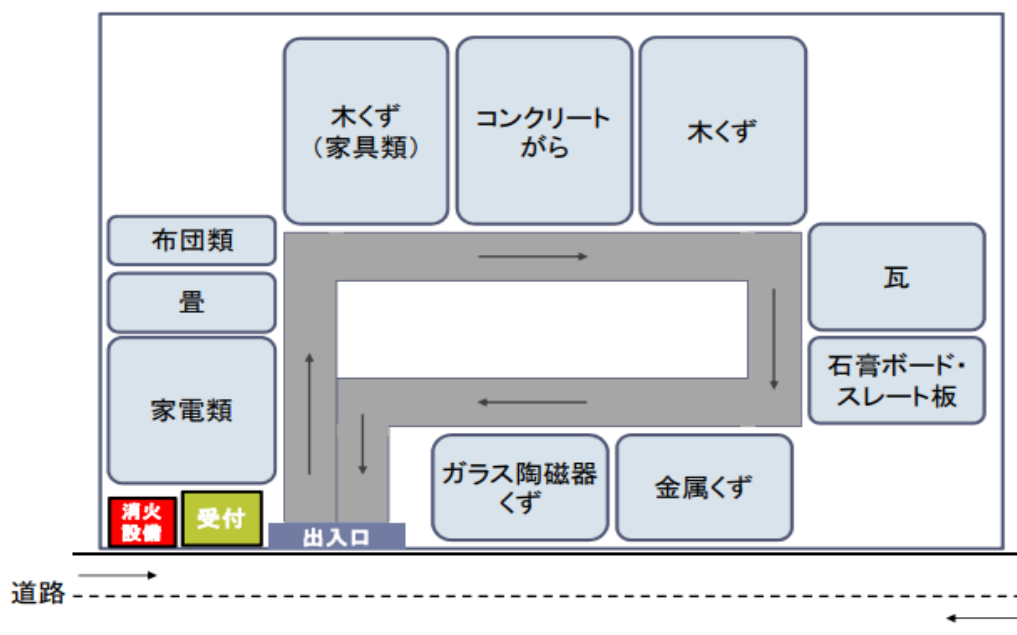 木くず
（家具類）
コンクリート
がら
木くず
布団類
畳
家電類
瓦
石膏ボード・
スレート板
ガラス陶磁器
くず
金属くず
消火
設備
受付
出入口
道路